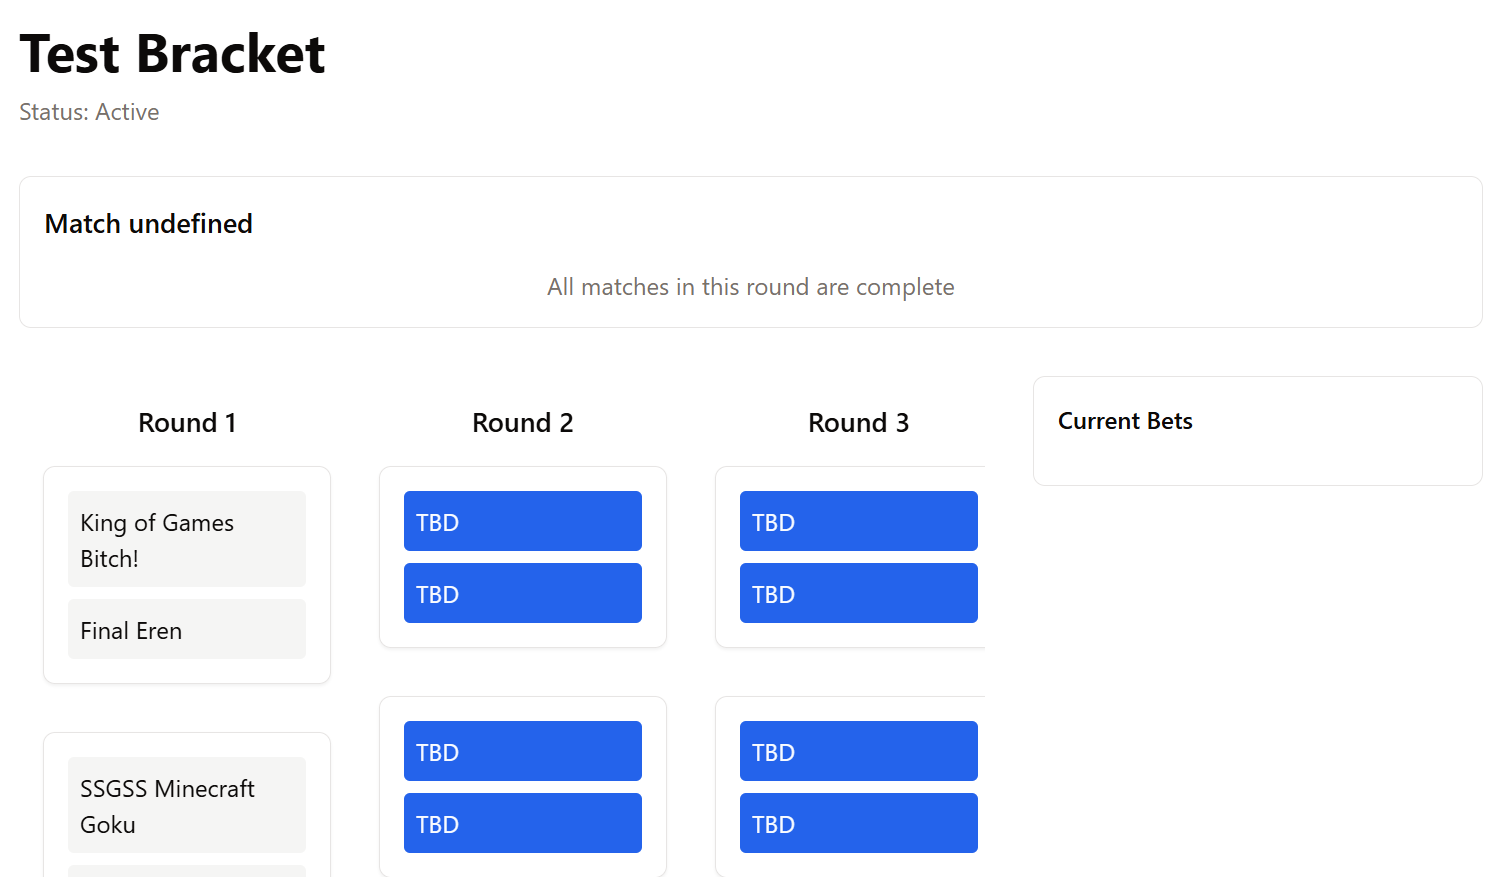 Test Bracket
Status: Active
Match undefined
All matches in this round are complete
Round 1
King of Games
Bitch!
Final Eren
SSGSS Minecraft
Goku
Round 2
TBD
TBD
TBD
TBD
Round 3
TBD
TBD
TBD
TBD
Current Bets